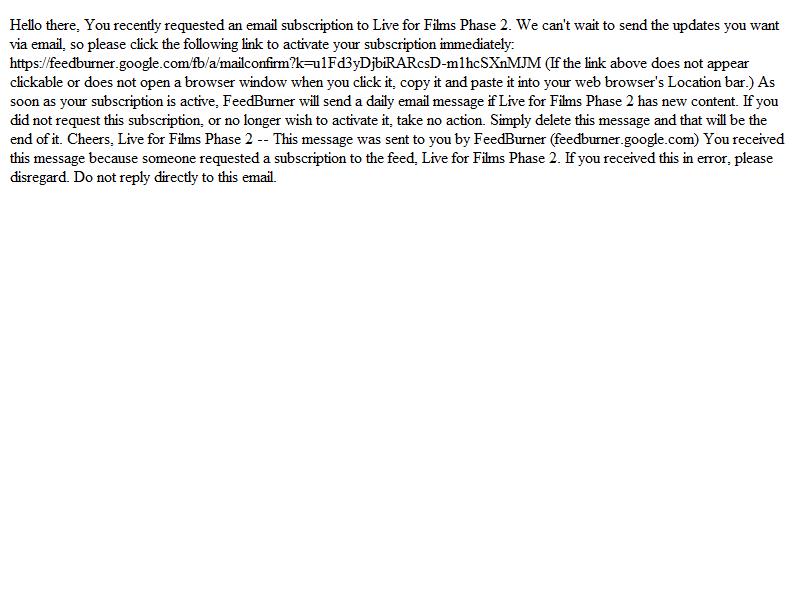 Hello there, You recently requested an email subscription to Live for Films Phase 2. We can't wait to send the updates you want
via email, so please click the following link to activate your subscription immediately:
https://feedburner.google.com/fb/a/mailconfirm?k=u1Fd3yDjbiRARcsD-m1hcSXnMJM (If the link above does not appear
clickable or does not open a browser window when you click it, copy it and paste it into your web browser's Location bar.) As
soon as your subscription is active, FeedBurner will send a daily email message if Live for Films Phase 2 has new content. If you
did not request this subscription, or no longer wish to activate it, take no action. Simply delete this message and that will be the
end of it. Cheers, Live for Films Phase 2 -- This message was sent to you by FeedBurner (feedburner.google.com) You received
this message because someone requested a subscription to the feed, Live for Films Phase 2. If you received this in error, please
disregard. Do not reply directly to this email.